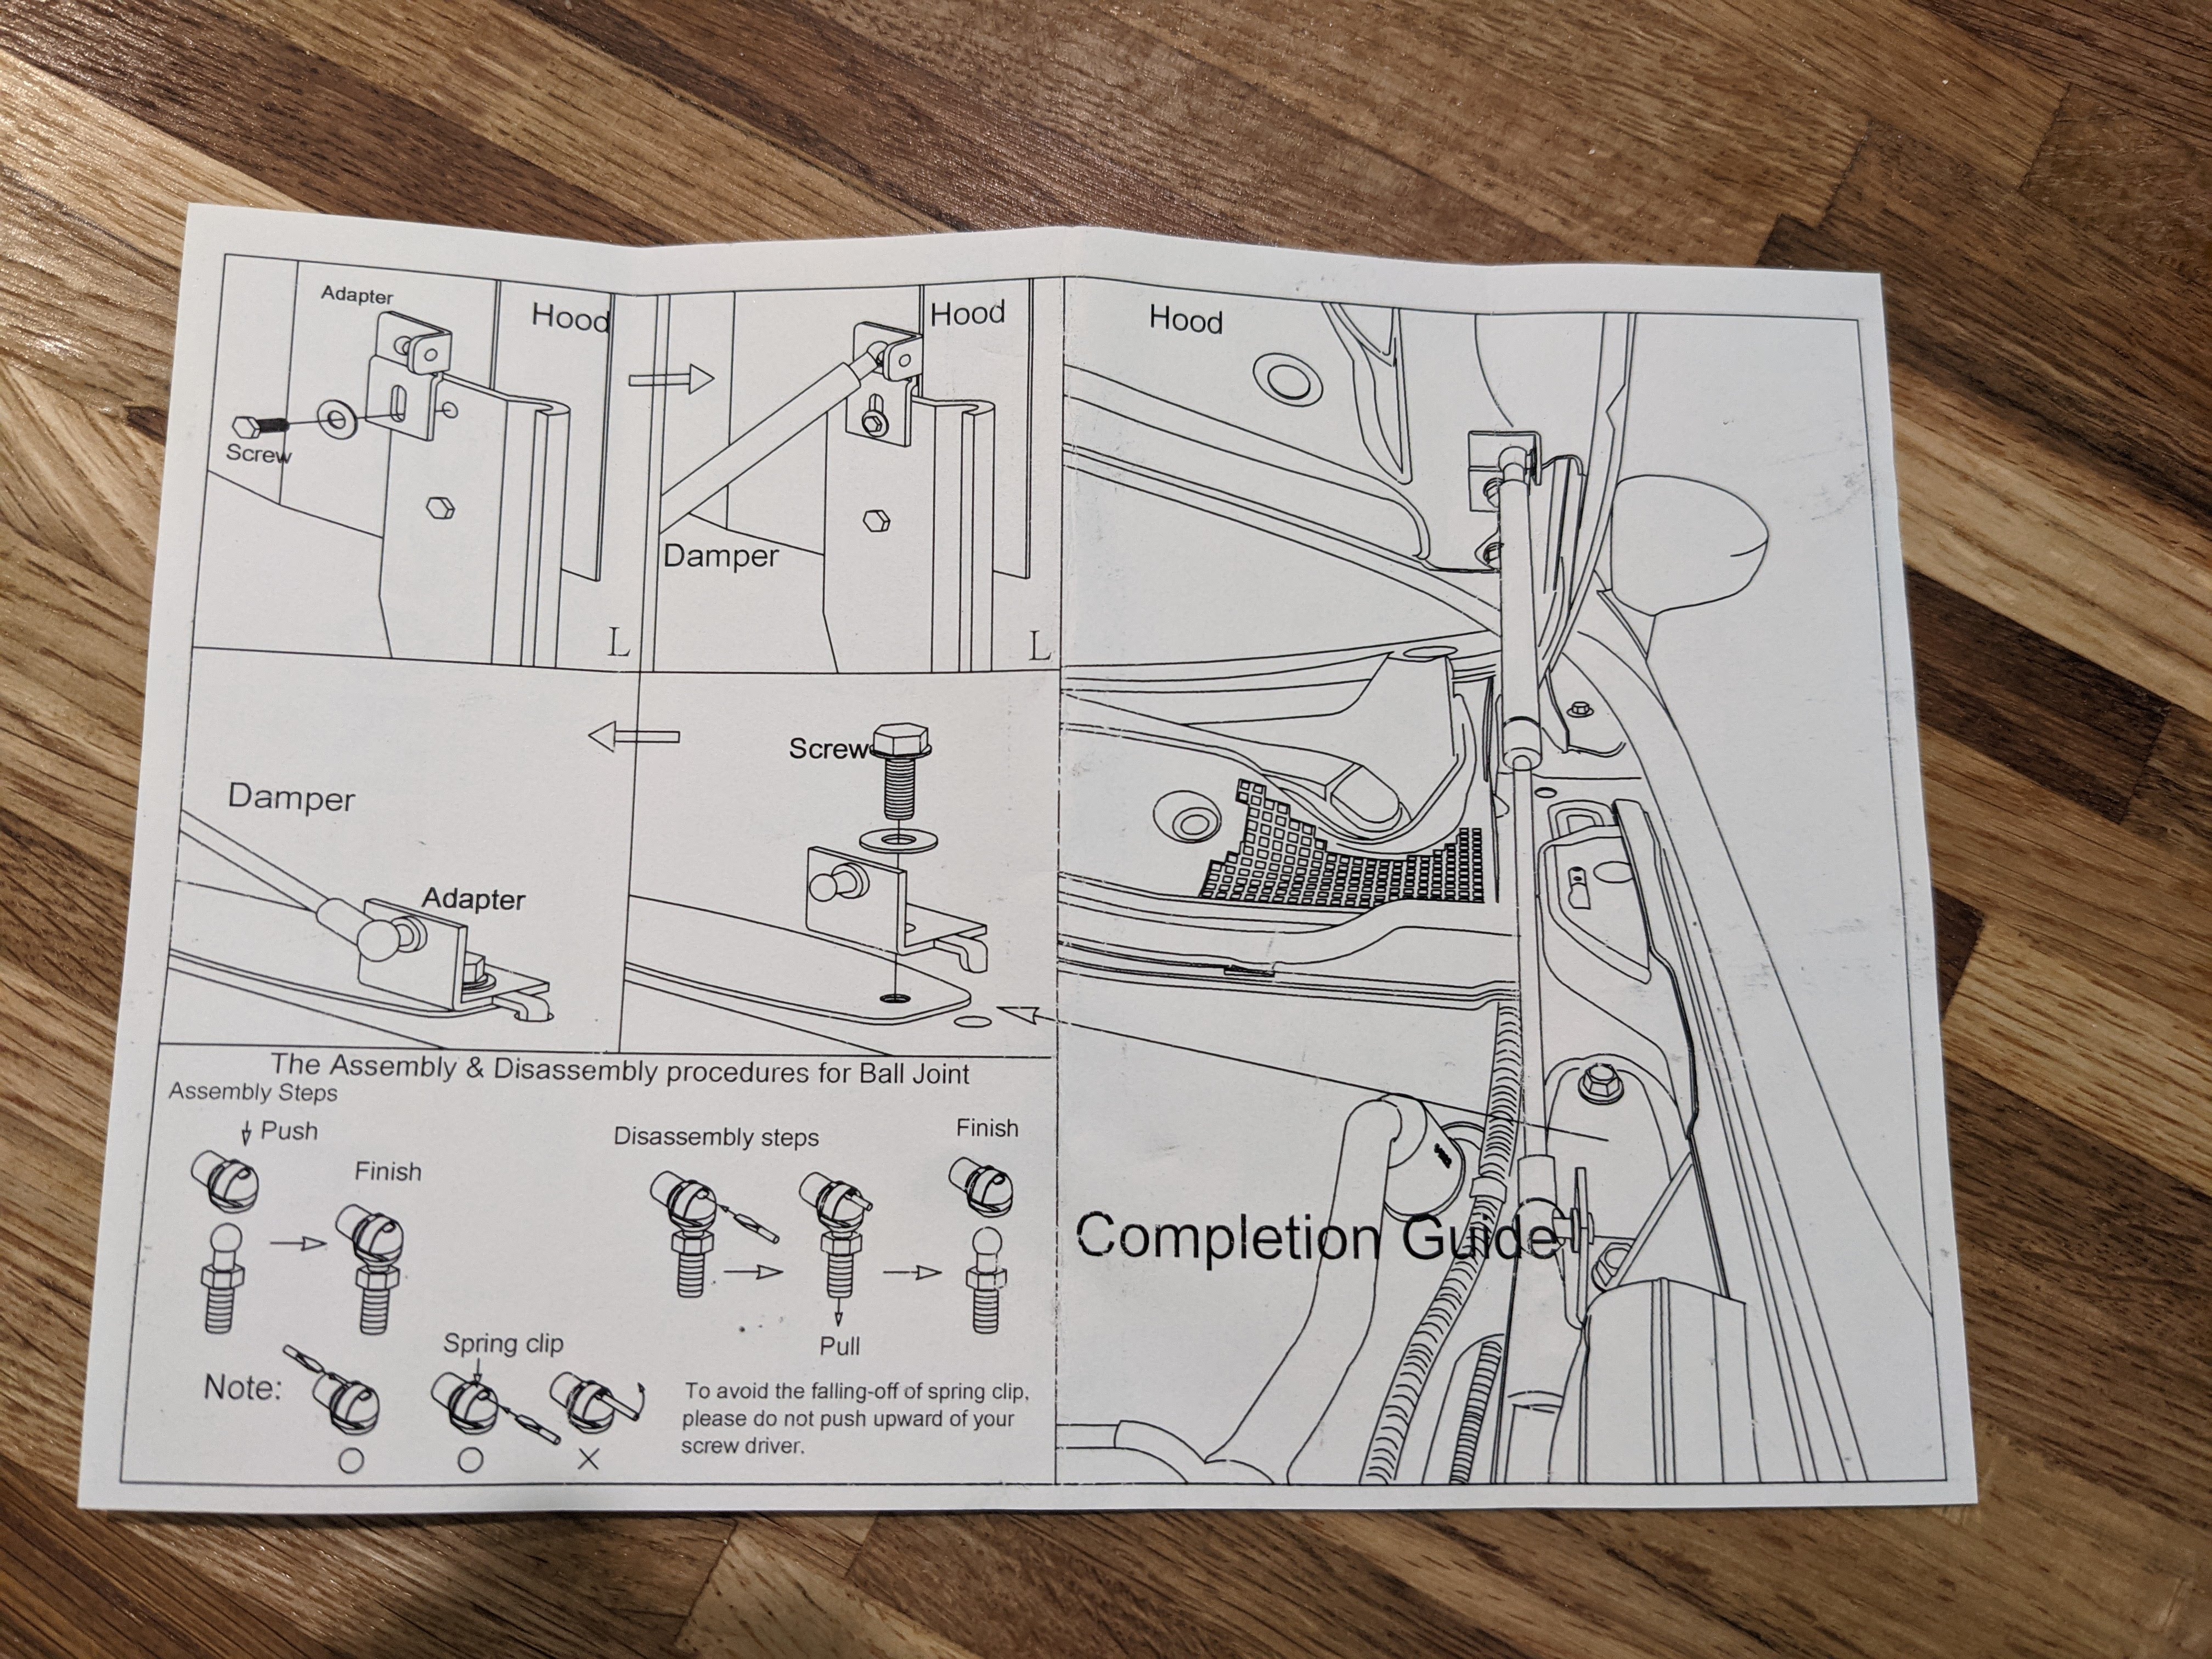 Adapter
Hood
Screw
L
Hood
Damper
L
Damper
Adapter
Screw
The Assembly & Disassembly procedures for Ball Joint
Assembly Steps
Push
Finish
Disassembly steps
Finish
Pull
Spring clip
Note:
To avoid the falling-off of spring clip,
please do not push upward of your
screw driver.
Hood
Completion Guide